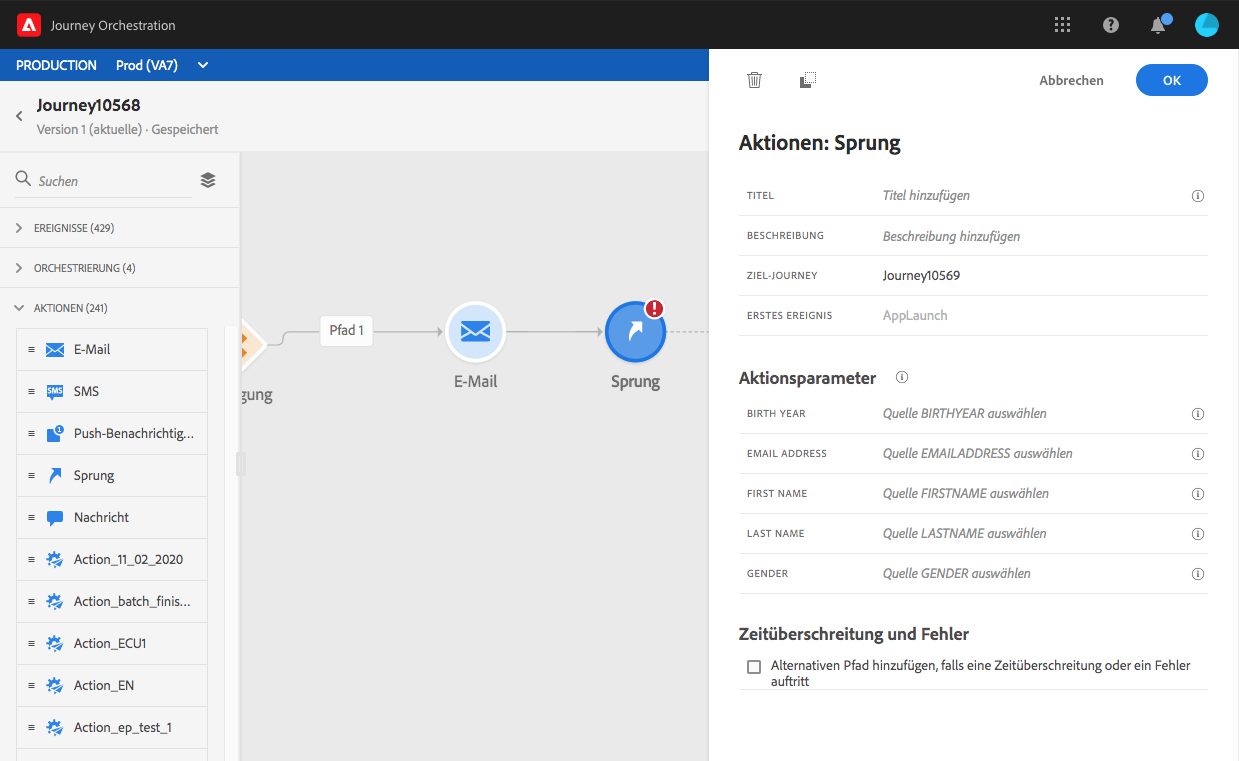 Journey Orchestration
PRODUCTION Prod (VA7)
Journey10568
Version 1 (aktuelle) · Gespeichert
Suchen
EREIGNISSE (429)
ORCHESTRIERUNG (4)
AKTIONEN (241)
E-Mail
SMS
SMS
1
Push-Benachrichtig...
Sprung
Nachricht
Action_11_02_2020
Action_batch_finis...
Action_ECU1
Action_EN
Action_ep_test_1
gung
Pfad 1
E-Mail
Sprung
Abbrechen OK
Aktionen: Sprung
TITEL Titel hinzufügen
BESCHREIBUNG Beschreibung hinzufügen
ZIEL-JOURNEY Journey10569
ERSTES EREIGNIS AppLaunch
Aktionsparameter
BIRTH YEAR Quelle BIRTHYEAR auswählen
EMAIL ADDRESS Quelle EMAILADDRESS auswählen
FIRST NAME Quelle FIRSTNAME auswählen
LAST NAME Quelle LASTNAME auswählen
GENDER Quelle GENDER auswählen
Zeitüberschreitung und Fehler
Alternativen Pfad hinzufügen, falls eine Zeitüberschreitung oder ein Fehler
auftritt